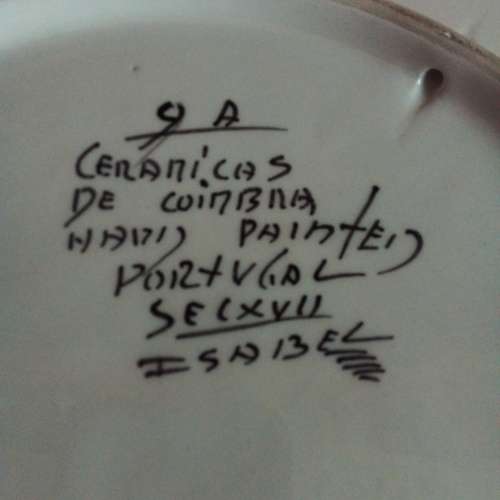 9 A
CERAMICAS
DE COIMBRA
HAND PAINTED
PORTUGAL
SEC XVII
ISABEL